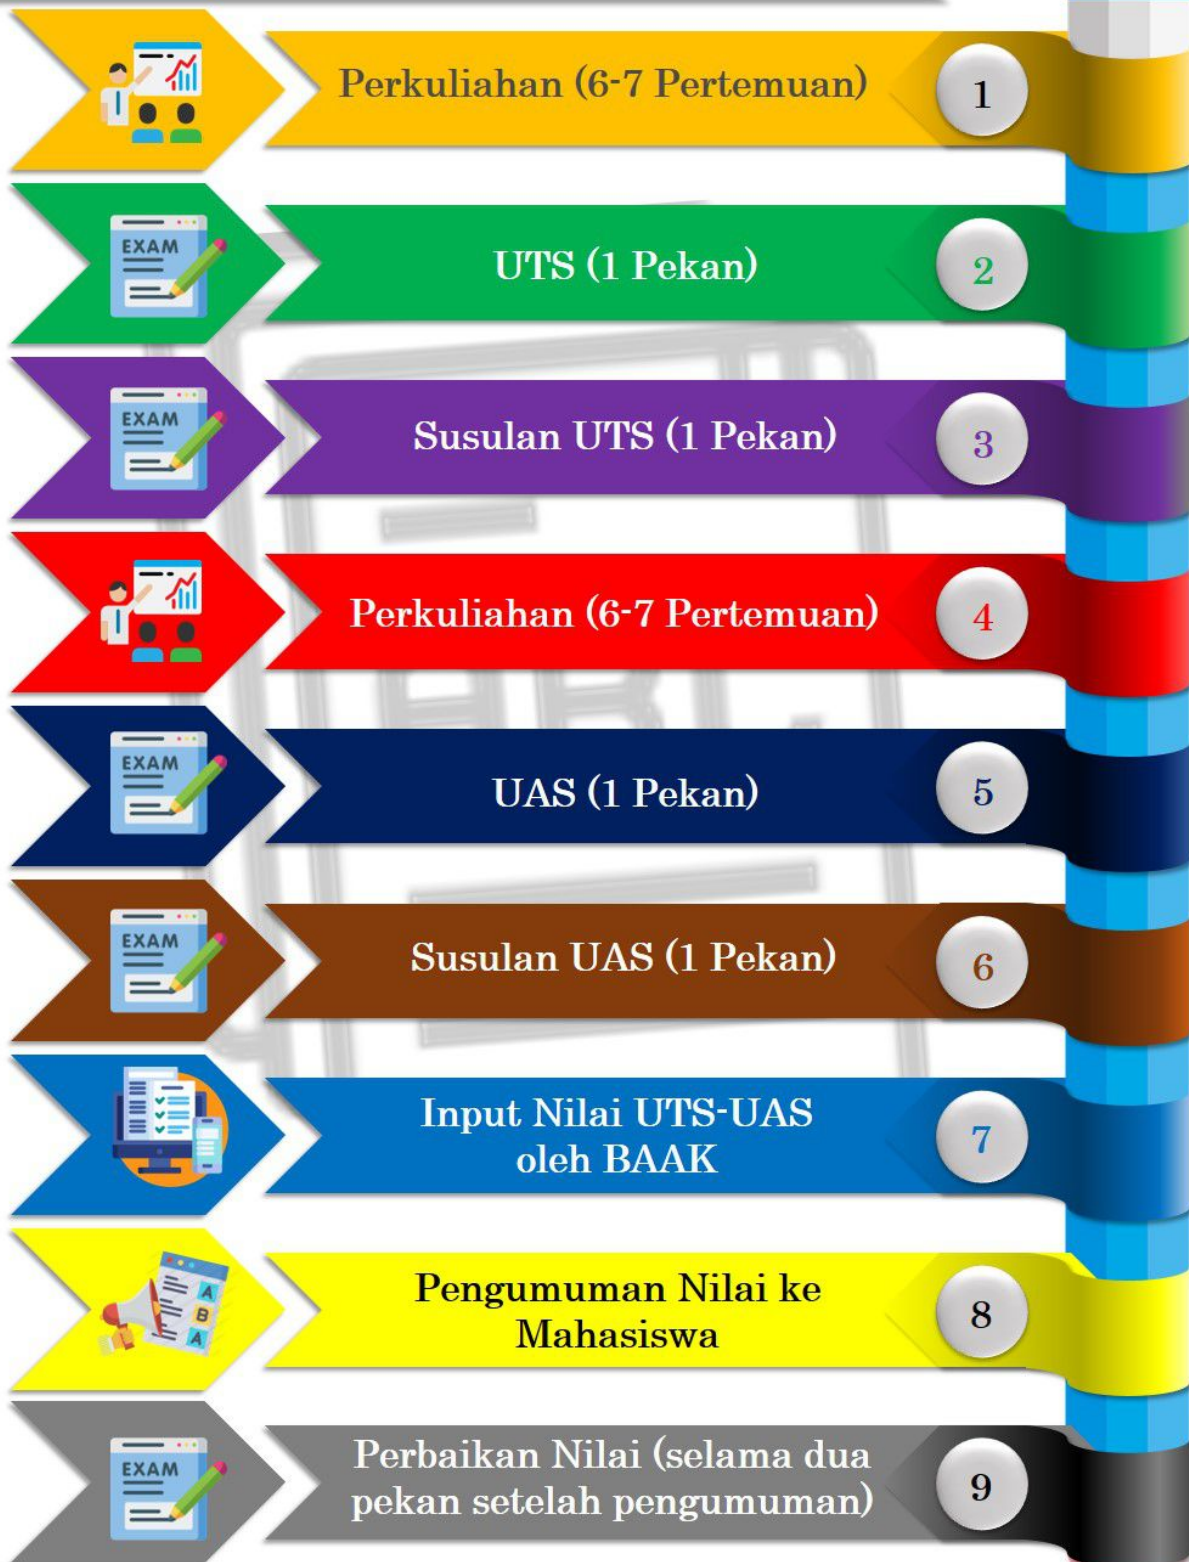 Perkuliahan (6-7 Pertemuan)
1
EXAM
UTS (1 Pekan)
2
EXAM
Susulan UTS (1 Pekan)
3
Perkuliahan (6-7 Pertemuan)
4
EXAM
UAS (1 Pekan)
5
EXAM
Susulan UAS (1 Pekan)
6
Input Nilai UTS-UAS
oleh BAAK
7
A
B
A
Pengumuman Nilai ke
Mahasiswa
8
EXAM
Perbaikan Nilai (selama dua
pekan setelah pengumuman)
9